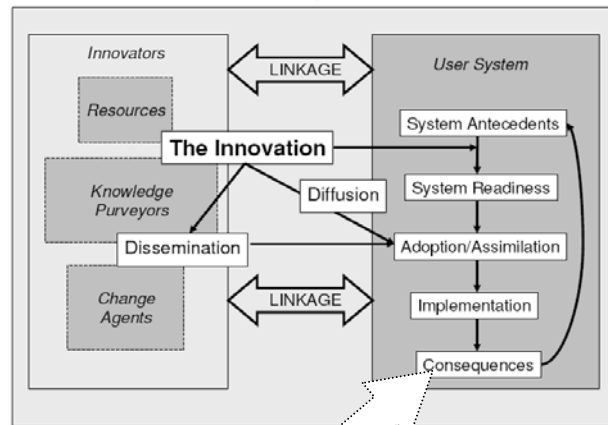 Innovators
LINKAGE
User System
Resources
System Antecedents
The Innovation
Knowledge
Purveyors
Diffusion
System Readiness
Dissemination
Adoption/Assimilation
Change
Agents
LINKAGE
Implementation
Consequences